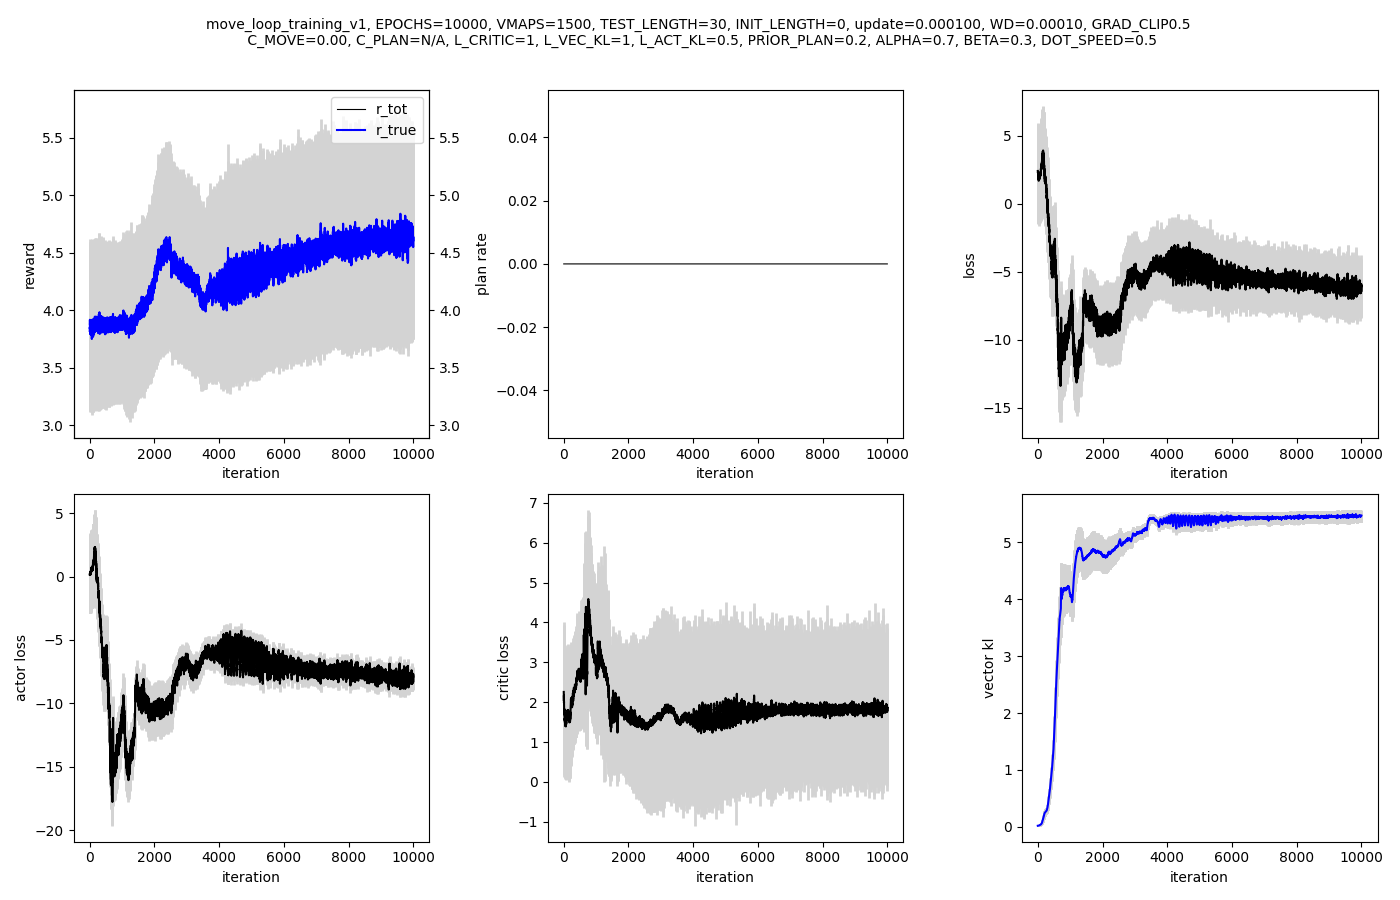 move_loop_training_v1, EPOCHS=10000, VMAPS=1500, TEST_LENGTH=30, INIT_LENGTH=0, update=0.000100, WD=0.00010, GRAD_CLIP0.5
C_MOVE=0.00, C_PLAN=N/A, L_CRITIC=1, L_VEC_KL=1, L_ACT_KL=0.5, PRIOR_PLAN=0.2, ALPHA=0.7, BETA=0.3, DOT_SPEED=0.5
r_tot
r_true
reward
5.5
5.0
4.5
4.0
3.5
3.0
5.5
5.0
4.5
4.0
3.5
3.0
0 2000 4000 6000 8000 10000
iteration
plan rate
0.04
0.02
0.00
−0.02
−0.04
0 2000 4000 6000 8000 10000
iteration
loss
5
0
−5
−10
−15
0 2000 4000 6000 8000 10000
iteration
actor loss
5
0
−5
−10
−15
−20
0 2000 4000 6000 8000 10000
iteration
critic loss
7
6
5
4
3
2
1
0
−1
0 2000 4000 6000 8000 10000
iteration
vector kl
5
4
3
2
1
0
0 2000 4000 6000 8000 10000
iteration